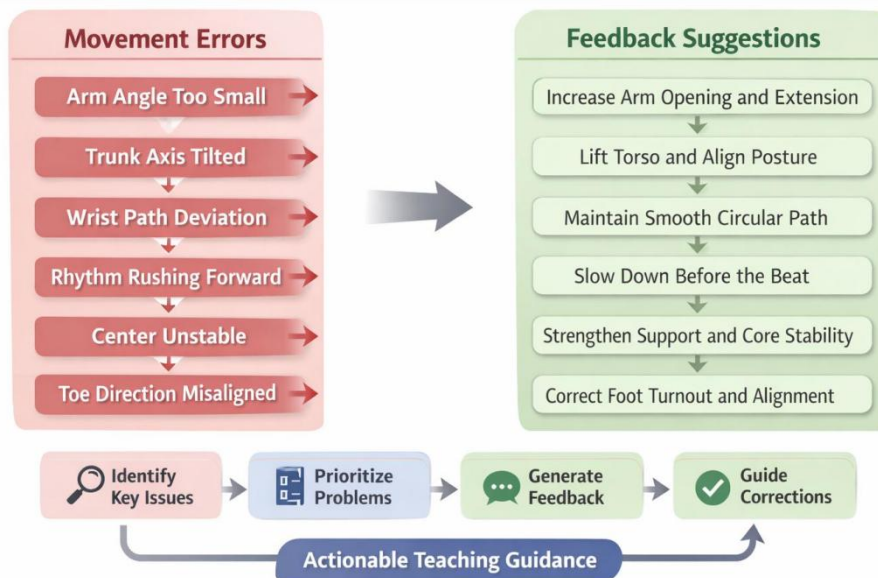 Movement Errors
Arm Angle Too Small
Trunk Axis Tilted
Wrist Path Deviation
Rhythm Rushing Forward
Center Unstable
Toe Direction Misaligned
Feedback Suggestions
Increase Arm Opening and Extension
Lift Torso and Align Posture
Maintain Smooth Circular Path
Slow Down Before the Beat
Strengthen Support and Core Stability
Correct Foot Turnout and Alignment
Identify
Key Issues
Prioritize
Problems
Generate
Feedback
Guide
Corrections
Actionable Teaching Guidance